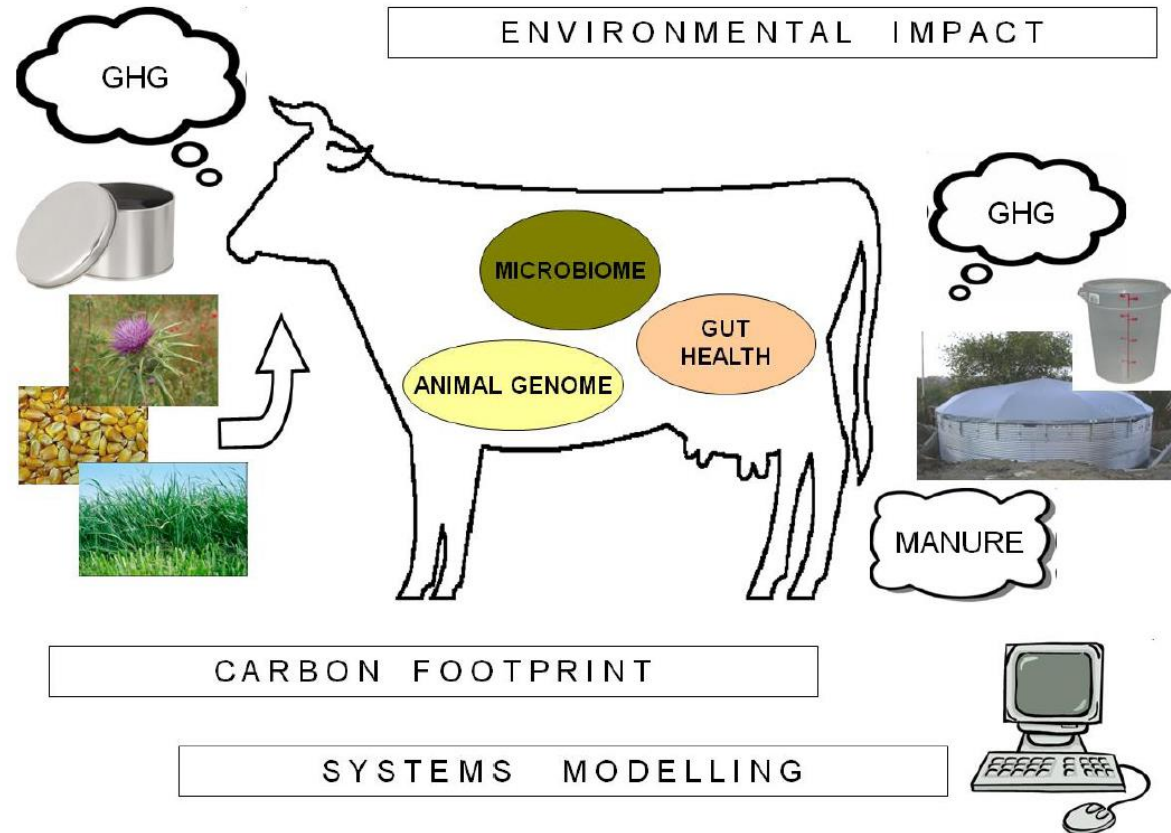 ENVIRONMENTAL IMPACT
GHG
GHG
MICROBIOME
GUT
HEALTH
ANIMAL GENOME
MANURE
CARBON FOOTPRINT
SYSTEMS MODELLING